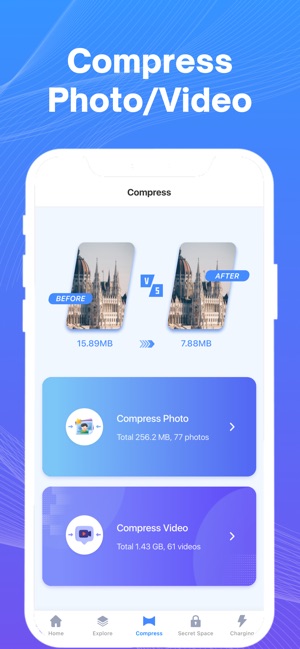 Compress
Photo/Video
Compress
BEFORE
V/S
AFTER
15.89MB
7.88MB
Compress Photo
Total 256.2 MB, 77 photos
Compress Video
Total 1.43 GB, 61 videos
Home
Explore
Compress
Secret Space
Charging